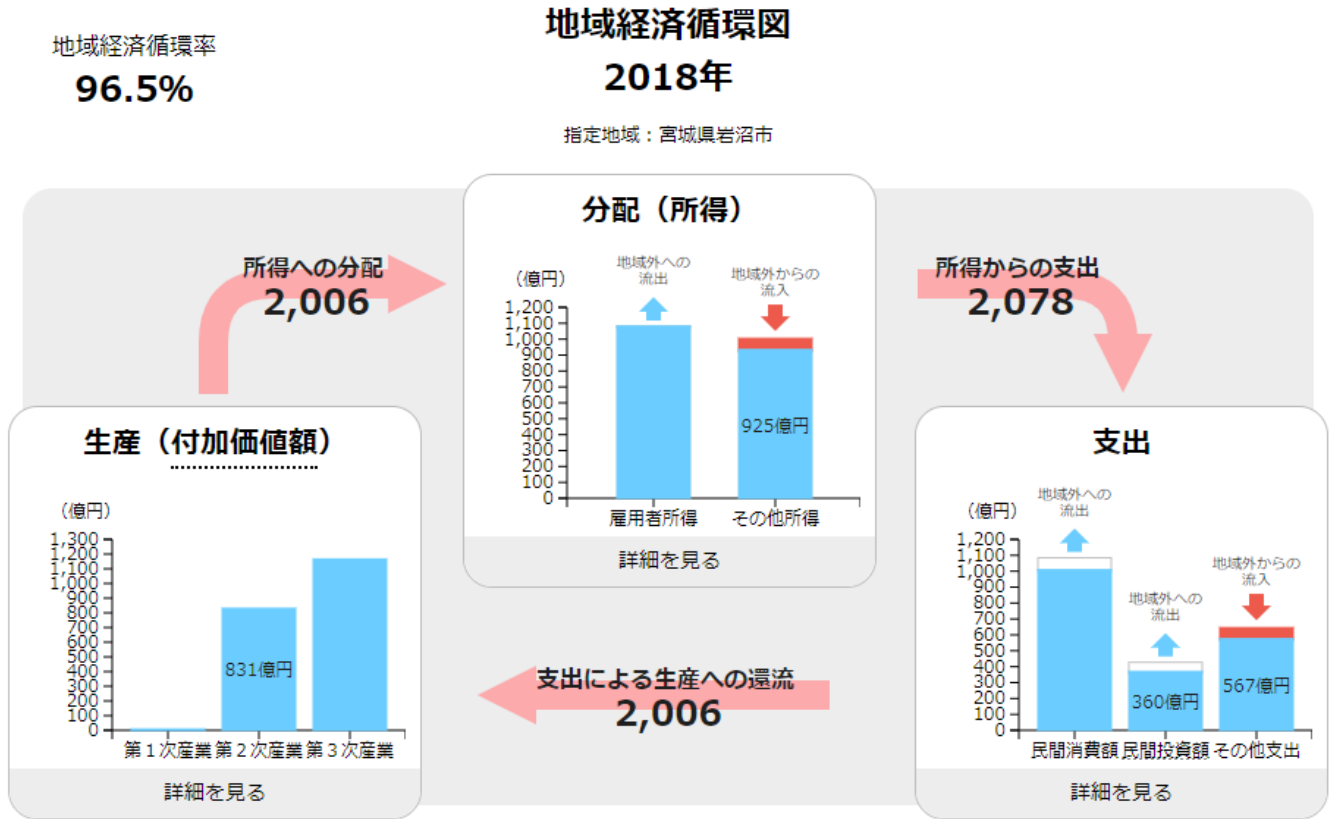 地域経済循環図
2018年
指定地域：宮城県岩沼市
地域経済循環率
96.5%
所得への分配
2,006
分配（所得）
（億円）
地域外への
流出
地域外からの
流入
1,200
1,100
1,000
900
800
700
600
500
400
300
200
100
0
925億円
雇用者所得
その他所得
詳細を見る
所得からの支出
2,078
生産（付加価値額）
（億円）
1,300
1,200
1,100
1,000
900
800
700
600
500
400
300
200
100
0
831億円
第１次産業
第２次産業
第３次産業
詳細を見る
支出による生産への還流
2,006
支出
（億円）
地域外への
流出
地域外への
流出
地域外からの
流入
1,200
1,100
1,000
900
800
700
600
500
400
300
200
100
0
360億円
567億円
民間消費額
民間投資額
その他支出
詳細を見る